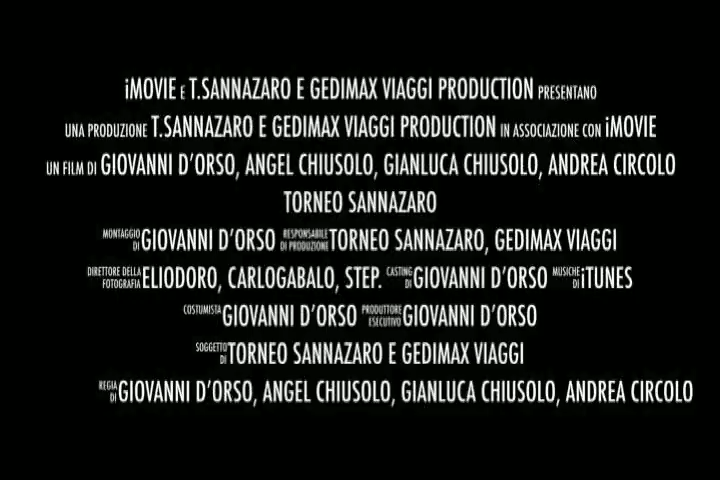 iMOVIE E T.SANNAZARO E GEDIMAX VIAGGI PRODUCTION PRESENTANO
UNA PRODUZIONE T.SANNAZARO E GEDIMAX VIAGGI PRODUCTION IN ASSOCIAZIONE CON iMOVIE
UN FILM DI GIOVANNI D'ORSO, ANGEL CHIUSOLO, GIANLUCA CHIUSOLO, ANDREA CIRCOLO
TORNEO SANNAZARO
MONTAGGIO DI GIOVANNI D'ORSO RESPONSABILE DI PRODUZIONE TORNEO SANNAZARO, GEDIMAX VIAGGI
DIRETTORE DELLA FOTOGRAFIA ELIODORO, CARLOGABALO, STEP. CASTING DI GIOVANNI D'ORSO MUSICHE DI iTUNES
COSTUMISTA GIOVANNI D'ORSO PRODUTTORE ESECUTIVO GIOVANNI D'ORSO
SOGGETTO DI TORNEO SANNAZARO E GEDIMAX VIAGGI
REGIA DI GIOVANNI D'ORSO, ANGEL CHIUSOLO, GIANLUCA CHIUSOLO, ANDREA CIRCOLO